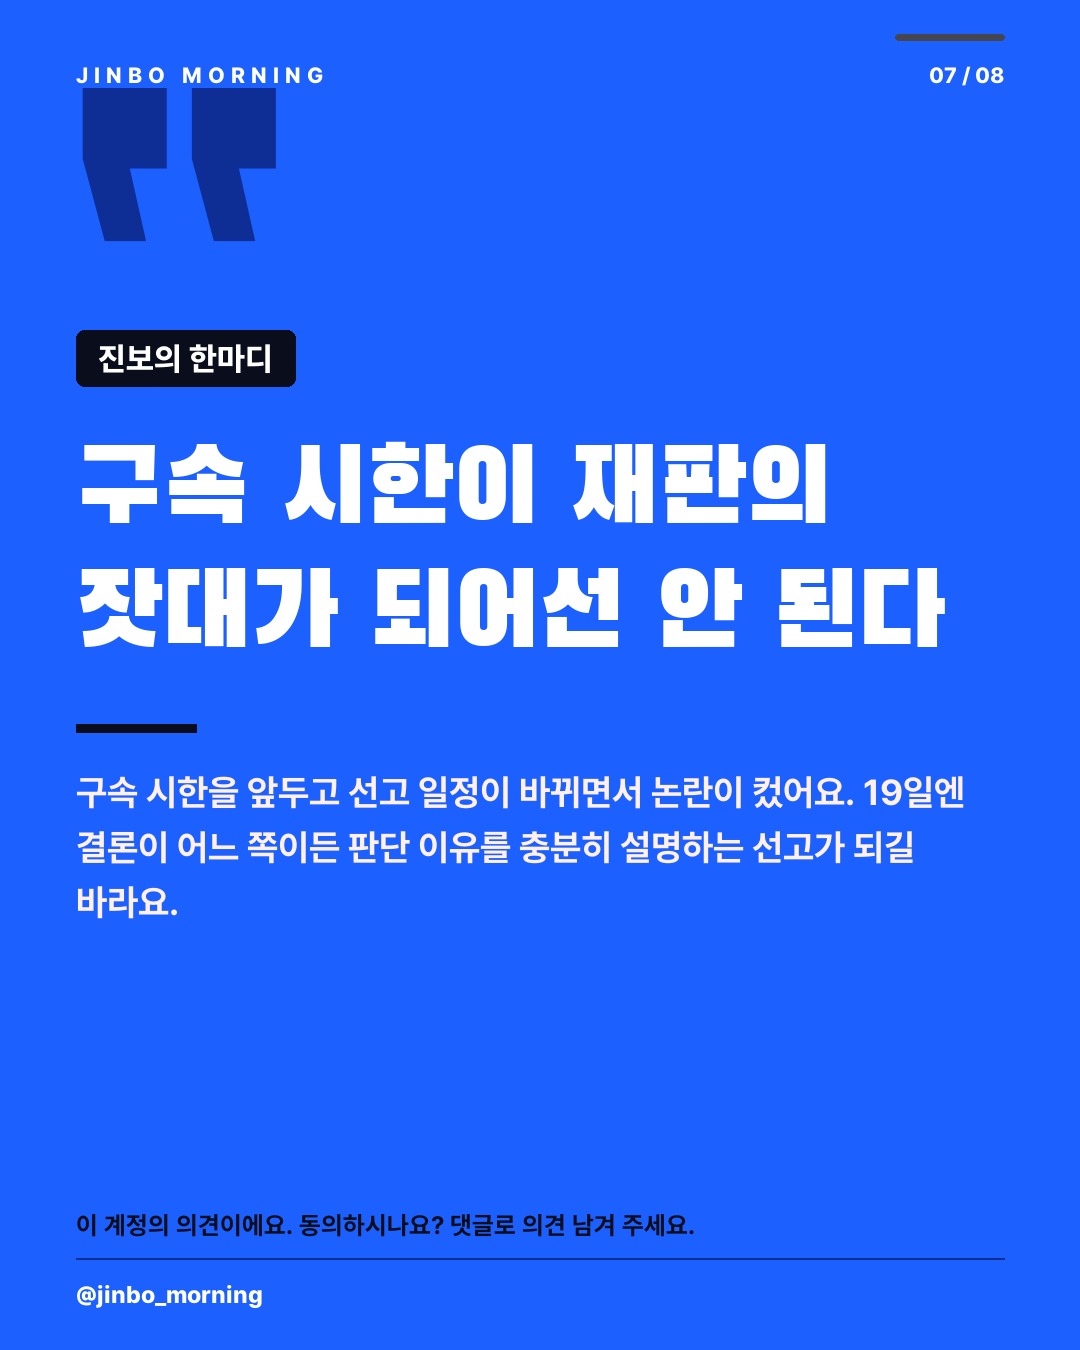 JINBO MORNING
07 / 08
진보의 한마디
구속 시한이 재판의
잣대가 되어선 안 된다
구속 시한을 앞두고 선고 일정이 바뀌면서 논란이 컸어요. 19일엔
결론이 어느 쪽이든 판단 이유를 충분히 설명하는 선고가 되길
바라요.
이 계정의 의견이에요. 동의하시나요? 댓글로 의견 남겨 주세요.
@jinbo_morning